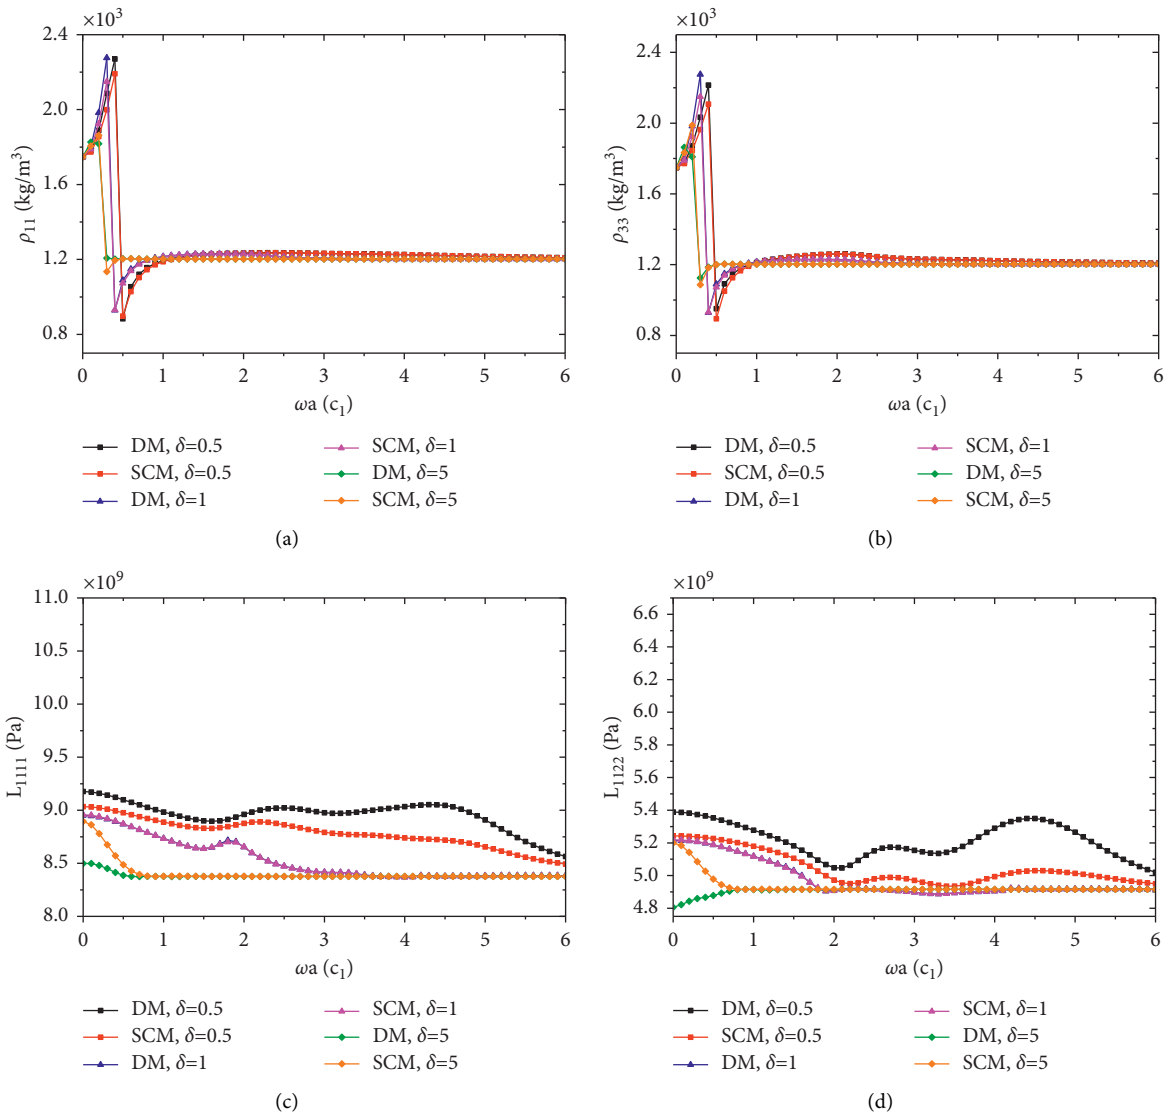 ×10³
2.4
2.0
1.6
1.2
0.8
ρ₁₁ (kg/m³)
0 1 2 3 4 5 6
ωa (c₁)
DM, δ=0.5 SCM, δ=1
SCM, δ=0.5 DM, δ=5
DM, δ=1 SCM, δ=5
(a)
×10³
2.4
2.0
1.6
1.2
0.8
ρ₃₃ (kg/m³)
0 1 2 3 4 5 6
ωa (c₁)
DM, δ=0.5 SCM, δ=1
SCM, δ=0.5 DM, δ=5
DM, δ=1 SCM, δ=5
(b)
×10⁹
11.0
10.5
10.0
9.5
9.0
8.5
8.0
L₁₁₁₁ (Pa)
0 1 2 3 4 5 6
ωa (c₁)
DM, δ=0.5 SCM, δ=1
SCM, δ=0.5 DM, δ=5
DM, δ=1 SCM, δ=5
(c)
×10⁹
6.6
6.4
6.2
6.0
5.8
5.6
5.4
5.2
5.0
4.8
L₁₁₂₂ (Pa)
0 1 2 3 4 5 6
ωa (c₁)
DM, δ=0.5 SCM, δ=1
SCM, δ=0.5 DM, δ=5
DM, δ=1 SCM, δ=5
(d)